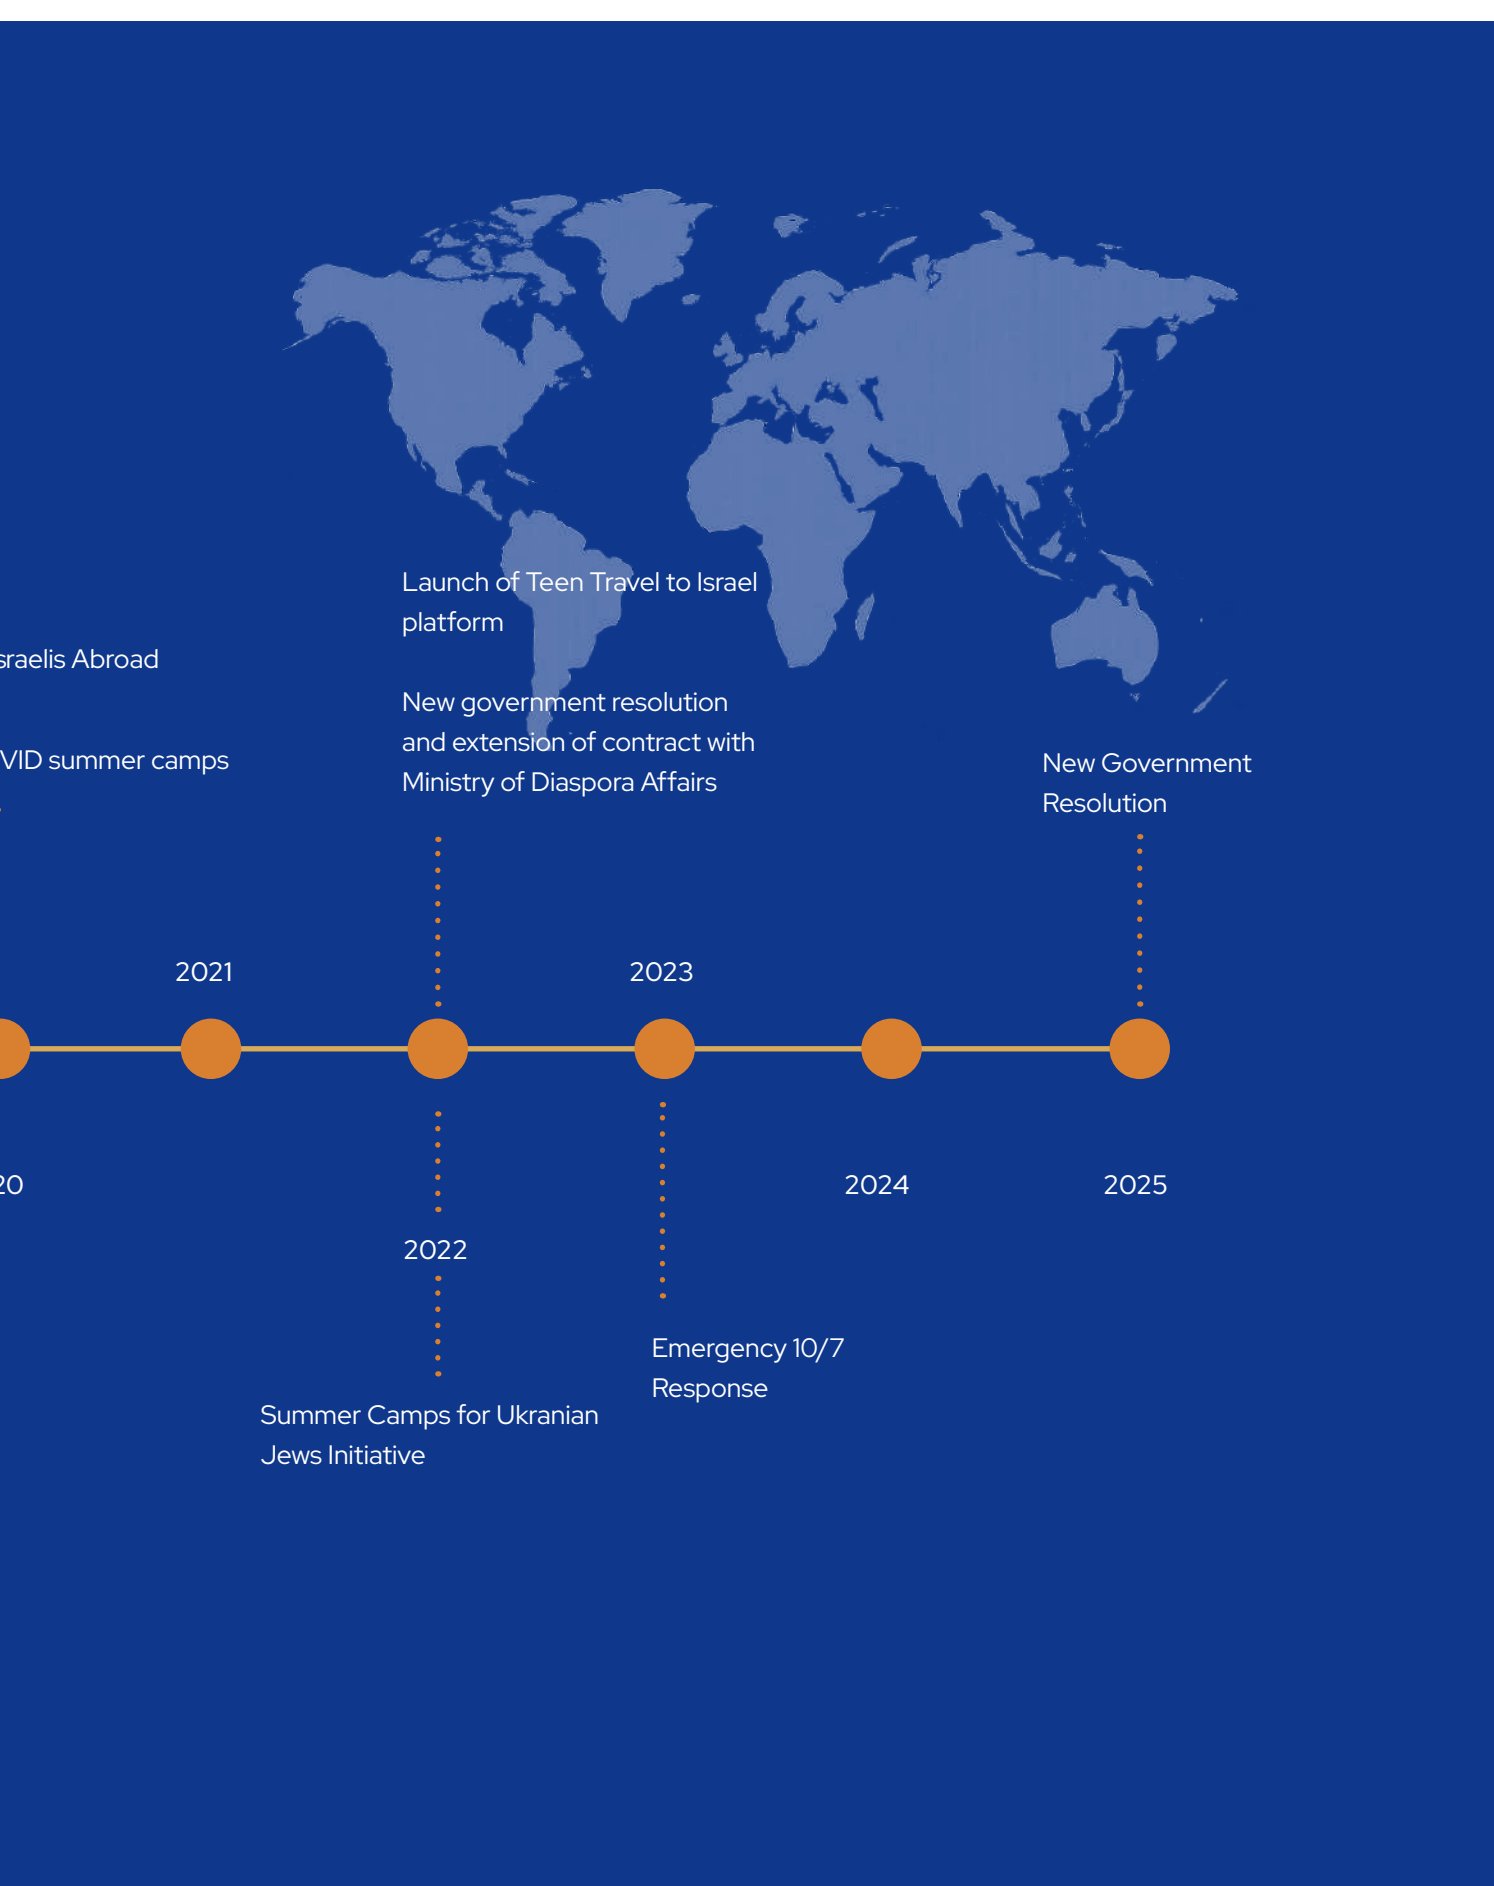 Launch of Teen Travel to Israel
platform
sraelis Abroad
New government resolution
and extension of contract with
Ministry of Diaspora Affairs
VID summer camps
New Government
Resolution
2021
2023
20
2024
2025
2022
Emergency 10/7
Response
Summer Camps for Ukranian
Jews Initiative